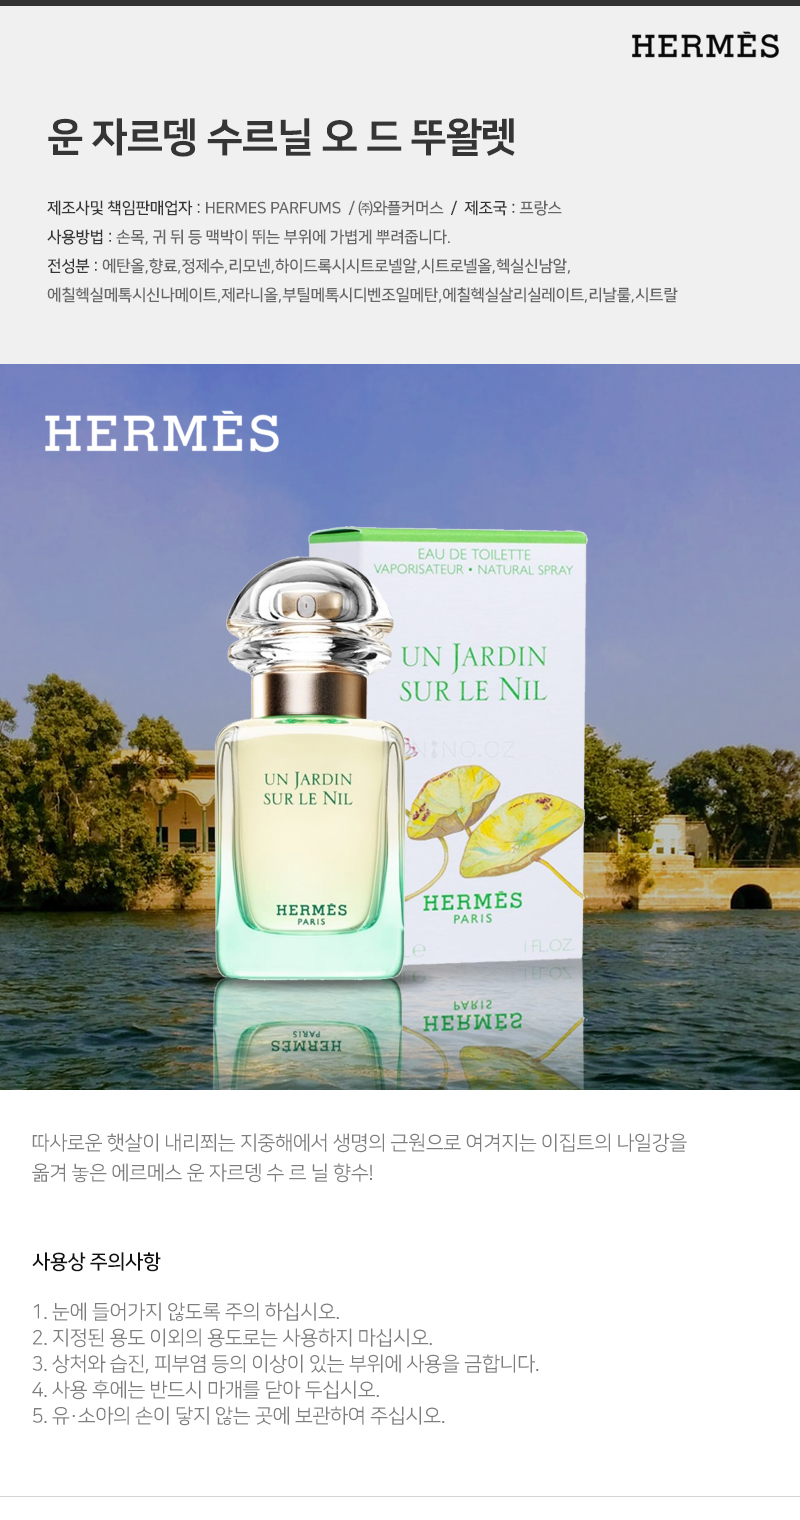 HERMÈS
운 자르뎅 수르닐 오 드 뚜왈렛
제조사및 책임판매업자 : HERMES PARFUMS / ㈜와플커머스 / 제조국 : 프랑스
사용방법 : 손목, 귀 뒤 등 맥박이 뛰는 부위에 가볍게 뿌려줍니다.
전성분 : 에탄올,향료,정제수,리모넨,하이드록시시트로넬알,시트로넬올,헥실신남알,
에칠헥실메톡시신나메이트,제라니올,부틸메톡시디벤조일메탄,에칠헥실살리실레이트,리날룰,시트랄
HERMÈS
EAU DE TOILETTE
VAPORISATEUR • NATURAL SPRAY
UN JARDIN
SUR LE NIL
UN JARDIN
SUR LE NIL
HERMÈS
PARIS
HERMÈS
PARIS
1 FL.OZ
따사로운 햇살이 내리쬐는 지중해에서 생명의 근원으로 여겨지는 이집트의 나일강을
옮겨 놓은 에르메스 운 자르뎅 수 르 닐 향수!
사용상 주의사항
1. 눈에 들어가지 않도록 주의 하십시오.
2. 지정된 용도 이외의 용도로는 사용하지 마십시오.
3. 상처와 습진, 피부염 등의 이상이 있는 부위에 사용을 금합니다.
4. 사용 후에는 반드시 마개를 닫아 두십시오.
5. 유·소아의 손이 닿지 않는 곳에 보관하여 주십시오.